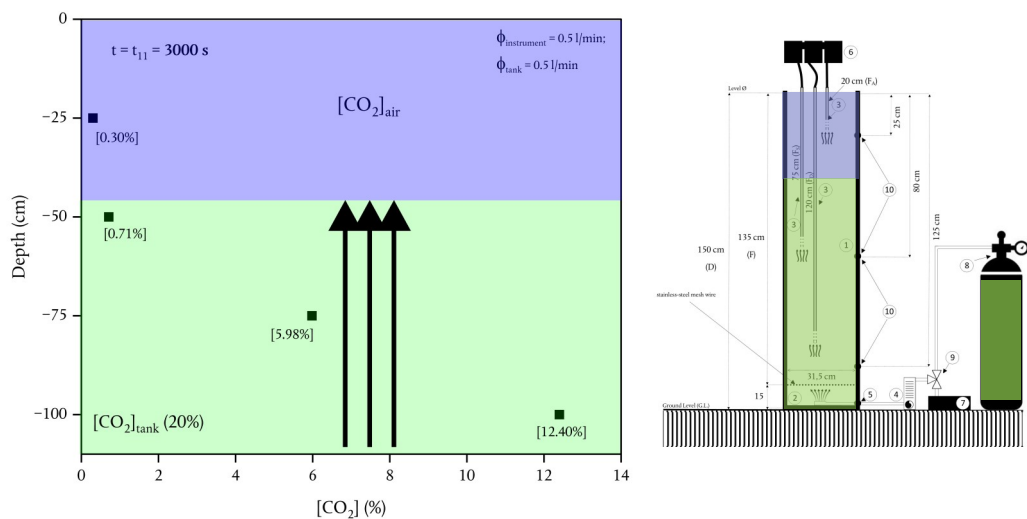 t = t11 = 3000 s
ϕinstrument = 0.5 l/min;
ϕtank = 0.5 l/min
[CO2]air
[0.30%]
[0.71%]
[5.98%]
[12.40%]
[CO2]tank (20%)
0
−25
−50
−75
−100
Depth (cm)
0
2
4
6
8
10
12
14
[CO2] (%)
6
20 cm (FA)
Level Ø
3
25 cm
75 cm (F
120 cm (F
3
3
10
80 cm
125 cm
1
135 cm
(F)
150 cm
(D)
8
stainless-steel mesh wire
10
31,5 cm
9
15
2
5
4
7
Ground Level (G.L.)